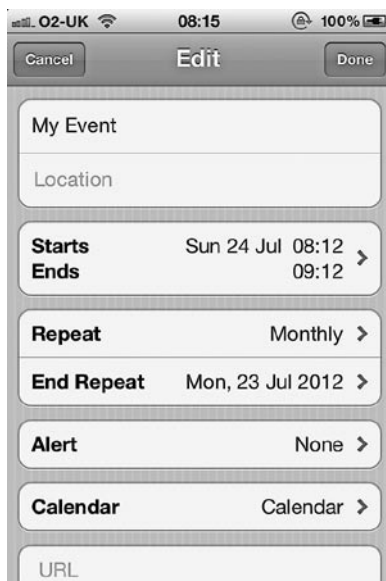 O2-UK 08:15 100%
Cancel Edit Done
My Event
Location
Starts Sun 24 Jul 08:12
Ends 09:12
Repeat Monthly
End Repeat Mon, 23 Jul 2012
Alert None
Calendar Calendar
URL